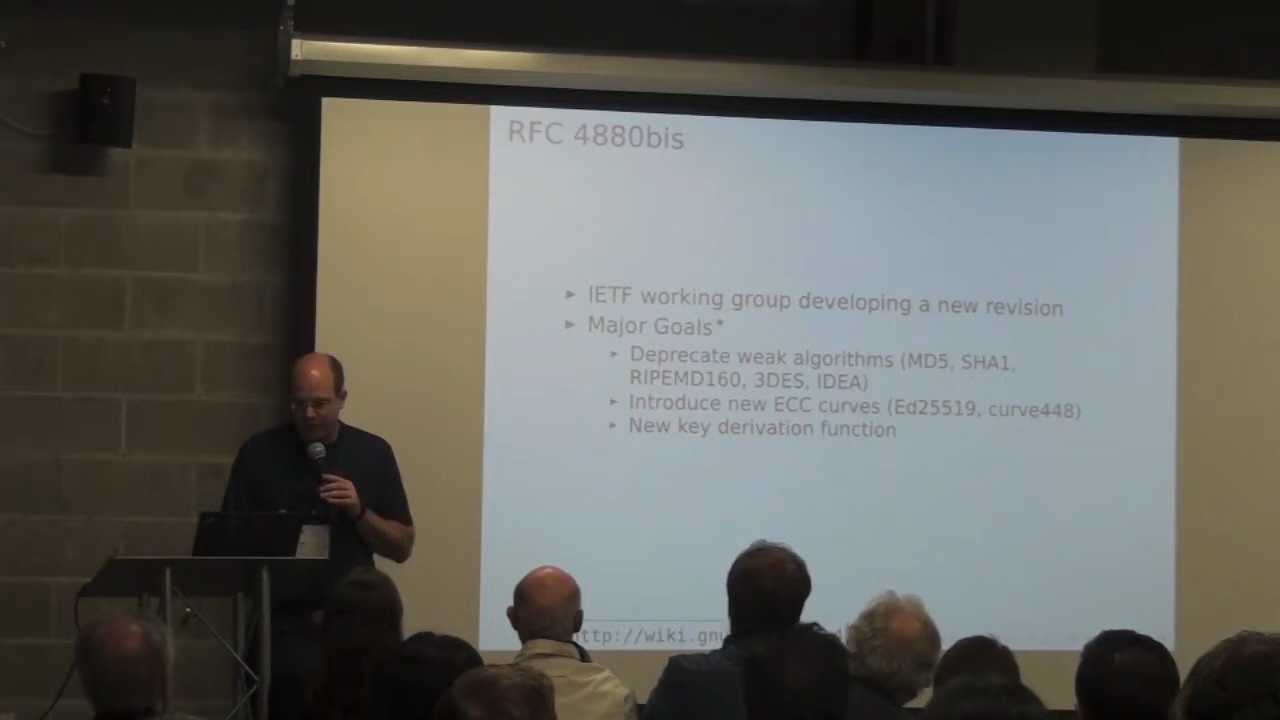 RFC 4880bis
▸ IETF working group developing a new revision
▸ Major Goals*
▸ Deprecate weak algorithms (MD5, SHA1,
RIPEMD160, 3DES, IDEA)
▸ Introduce new ECC curves (Ed25519, curve448)
▸ New key derivation function
ttp://wiki.gnu